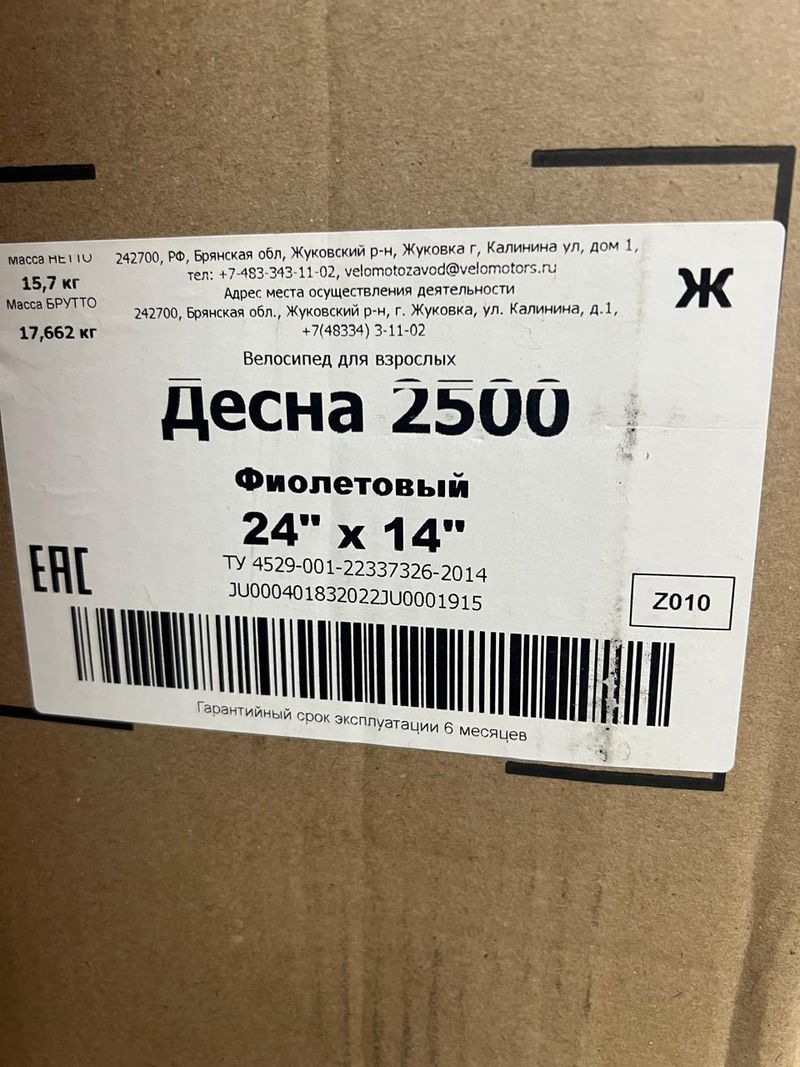 масса НЕТТО
15,7 кг
Масса БРУТТО
17,662 кг
242700, РФ, Брянская обл, Жуковский р-н, Жуковка г, Калинина ул, дом 1,
тел: +7-483-343-11-02, velomotozavod@velomotors.ru
Адрес места осуществления деятельности
242700, Брянская обл., Жуковский р-н, г. Жуковка, ул. Калинина, д.1,
+7(48334) 3-11-02
Ж
Велосипед для взрослых
Десна 2500
Фиолетовый
24" x 14"
ТУ 4529-001-22337326-2014
JU000401832022JU0001915
EAC
Z010
Гарантийный срок эксплуатации 6 месяцев